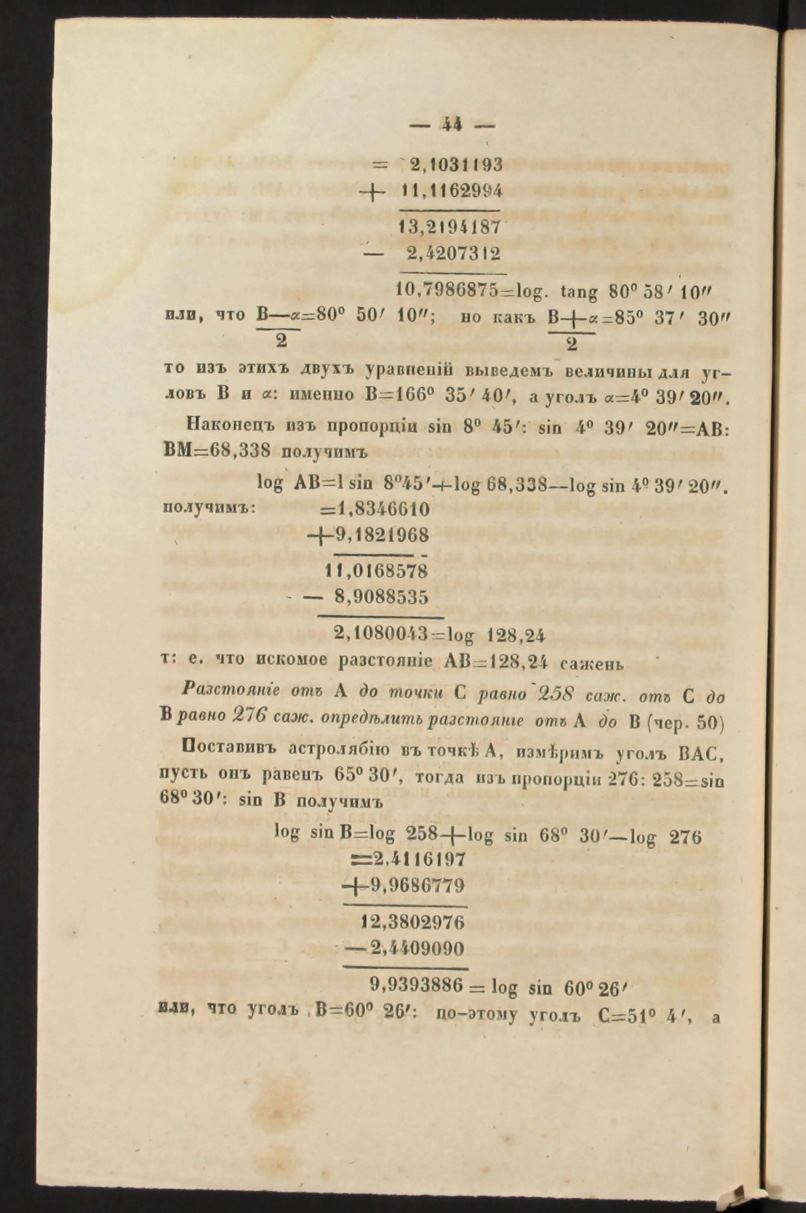 — 44 —
= 2,1031193
+ 11,1162994
13,2194187
— 2,4207312
10,7986875=log. tang 80° 58′ 10″
или, что B—α=80° 50′ 10″; но какъ B+α=85° 37′ 30″
2 2
то изъ этихъ двухъ уравненій выведемъ величины для уг-
ловъ B и α: именно B=166° 35′ 40′, а уголъ α=4° 39′ 20″.
Наконецъ изъ пропорціи sin 8° 45′: sin 4° 39′ 20″=AB:
BM=68,338 получимъ
log AB=l sin 8°45′+log 68,338—log sin 4° 39′ 20″.
получимъ: =1,8346610
+9,1821968
11,0168578
— 8,9088535
2,1080043=log 128,24
т: е. что искомое разстояніе AB=128,24 сажень
Разстояніе отъ A до точки C равно 258 саж. отъ C до
B равно 276 саж. опредѣлить разстояніе отъ A до B (чер. 50)
Поставивъ астролябію въ точкѣ A, измѣримъ уголъ BAC,
пусть онъ равенъ 65° 30′, тогда изъ пропорціи 276: 258=sin
68° 30′: sin B получимъ
log sin B=log 258+log sin 68° 30′—log 276
=2,4116197
+9,9686779
12,3802976
—2,4409090
9,9393886 = log sin 60° 26′
или, что уголъ B=60° 26′: по-этому уголъ C=51° 4′, а